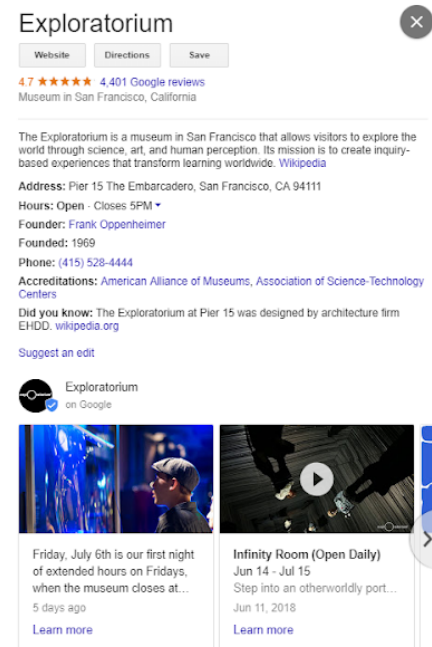 Exploratorium
Website Directions Save
4.7 ★★★★★ 4,401 Google reviews
Museum in San Francisco, California
The Exploratorium is a museum in San Francisco that allows visitors to explore the
world through science, art, and human perception. Its mission is to create inquiry-
based experiences that transform learning worldwide. Wikipedia
Address: Pier 15 The Embarcadero, San Francisco, CA 94111
Hours: Open · Closes 5PM
Founder: Frank Oppenheimer
Founded: 1969
Phone: (415) 528-4444
Accreditations: American Alliance of Museums, Association of Science-Technology
Centers
Did you know: The Exploratorium at Pier 15 was designed by architecture firm
EHDD. wikipedia.org
Suggest an edit
Exploratorium
on Google
Friday, July 6th is our first night
of extended hours on Fridays,
when the museum closes at...
5 days ago
Learn more
Infinity Room (Open Daily)
Jun 14 - Jul 15
Step into an otherworldly port...
Jun 11, 2018
Learn more